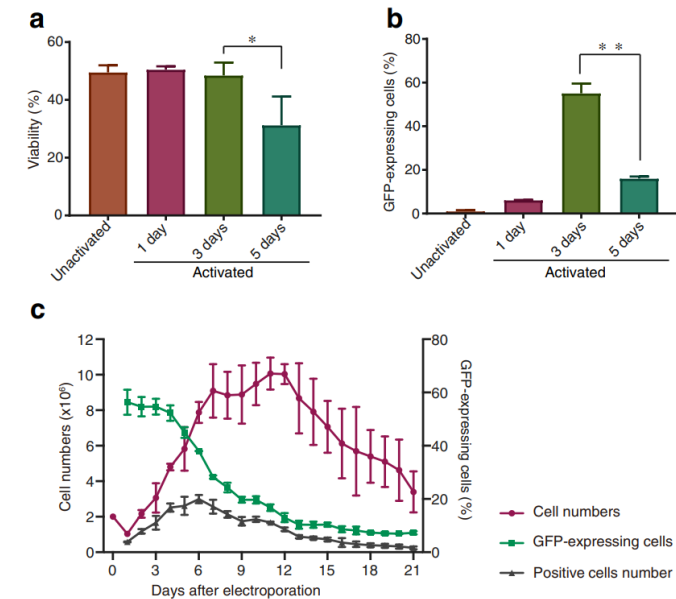 a
60
40
20
0
Viability (%)
*
Unactivated
1 day
3 days
5 days
Activated
b
80
60
40
20
0
GFP-expressing cells (%)
* *
Unactivated
1 day
3 days
5 days
Activated
c
12
10
8
6
4
2
0
Cell numbers (x10⁶)
80
60
40
20
0
GFP-expressing cells (%)
0 3 6 9 12 15 18 21
Days after electroporation
Cell numbers
GFP-expressing cells
Positive cells number